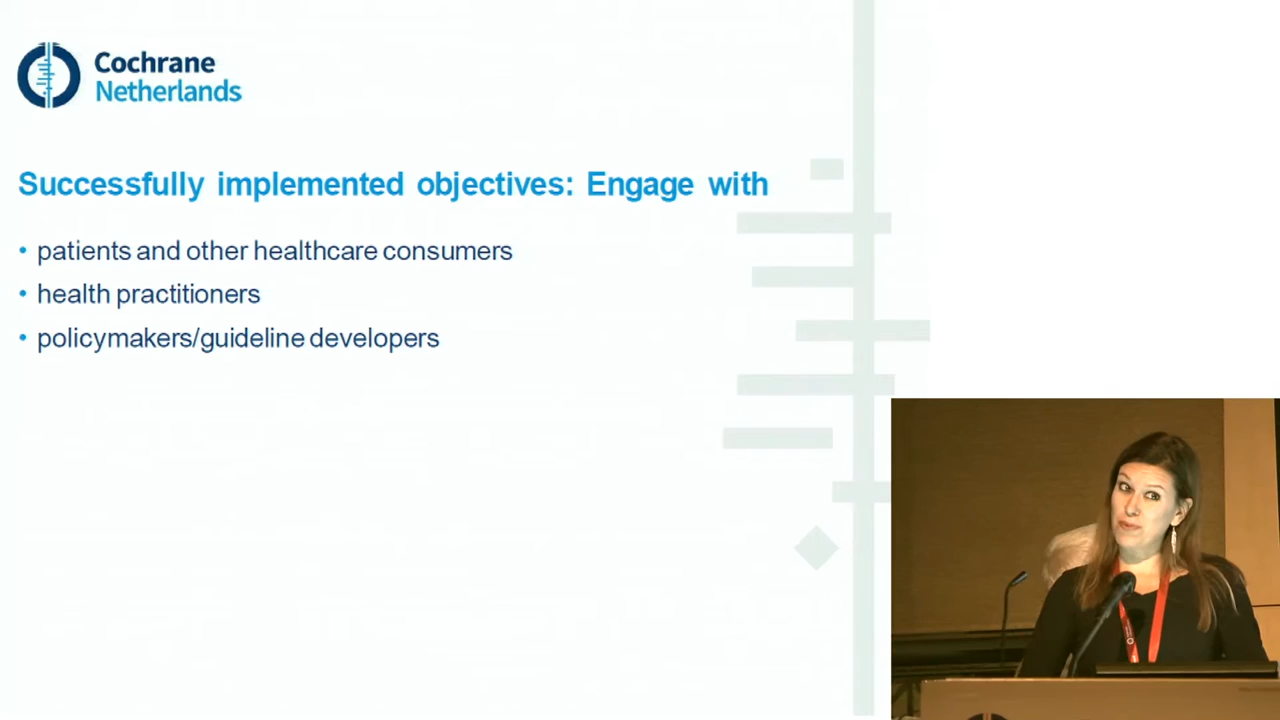 Cochrane
Netherlands
Successfully implemented objectives: Engage with
• patients and other healthcare consumers
• health practitioners
• policymakers/guideline developers